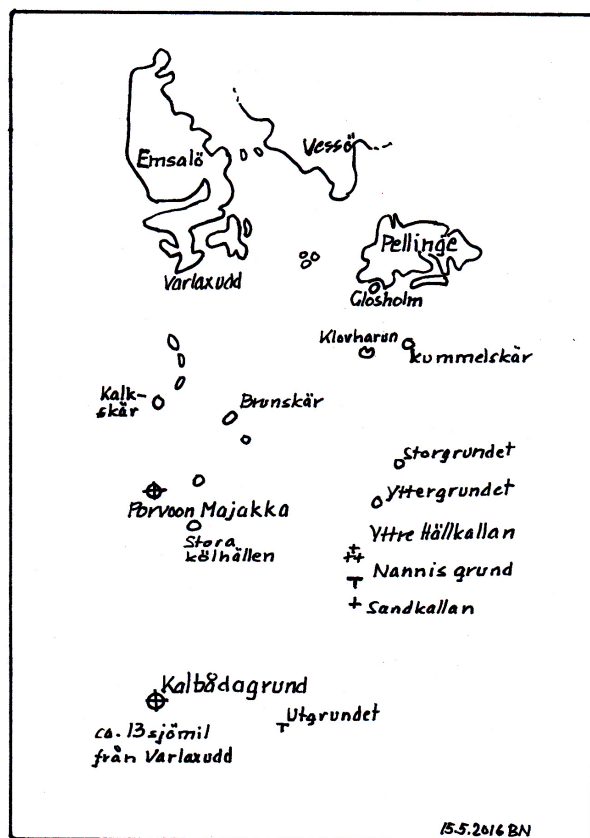 Emsalö
Vessö
Pellinge
Varlaxudd
Glosholm
Klovharun
Kummelskär
Kalk-
skär
Brunskär
Storgrundet
Yttergrundet
Porvoon Majakka
Stora
kölhällen
Yttre Hällkallan
Nannis grund
Sandkallan
Kalbådagrund
Utgrundet
ca. 13 sjömil
från Varlaxudd
15.5.2016 BN